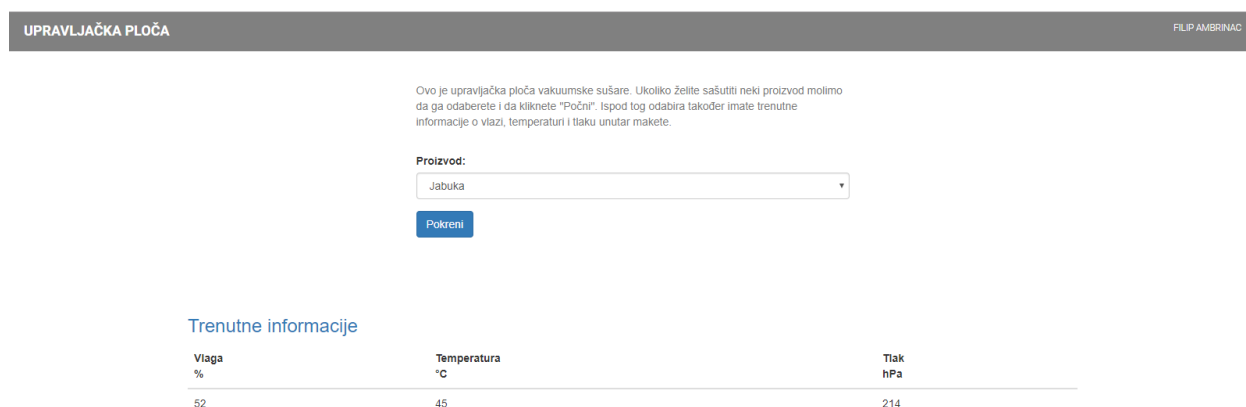 UPRAVLJAČKA PLOČA
FILIP AMBRINAC
Ovo je upravljačka ploča vakuumske sušare. Ukoliko želite sašutiti neki proizvod molimo
da ga odaberete i da kliknete "Počni". Ispod tog odabira također imate trenutne
informacije o vlazi, temperaturi i tlaku unutar makete.
Proizvod:
Jabuka
Pokreni
Trenutne informacije
Vlaga Temperatura Tlak
% °C hPa
52 45 214